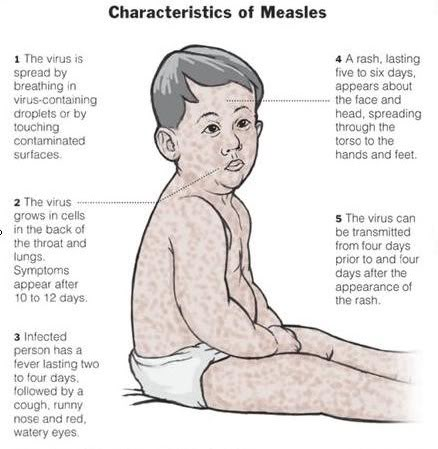 Characteristics of Measles
1 The virus is
spread by
breathing in
virus-containing
droplets or by
touching
contaminated
surfaces.
2 The virus
grows in cells
in the back of
the throat and
lungs.
Symptoms
appear after
10 to 12 days.
3 Infected
person has a
fever lasting two
to four days,
followed by a
cough, runny
nose and red,
watery eyes.
4 A rash, lasting
five to six days,
appears about
the face and
head, spreading
through the
torso to the
hands and feet.
5 The virus can
be transmitted
from four days
prior to and four
days after the
appearance of
the rash.